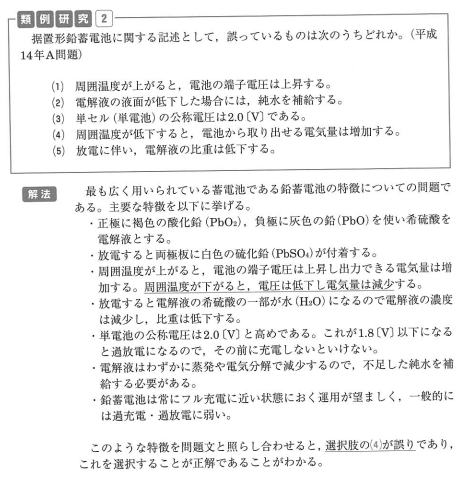 類例研究 2
据置形鉛蓄電池に関する記述として，誤っているものは次のうちどれか。(平成
14年A問題)
(1) 周囲温度が上がると，電池の端子電圧は上昇する。
(2) 電解液の液面が低下した場合には，純水を補給する。
(3) 単セル(単電池)の公称電圧は2.0〔V〕である。
(4) 周囲温度が低下すると，電池から取り出せる電気量は増加する。
(5) 放電に伴い，電解液の比重は低下する。
解法
最も広く用いられている蓄電池である鉛蓄電池の特徴についての問題で
ある。主要な特徴を以下に挙げる。
・正極に褐色の酸化鉛(PbO₂)，負極に灰色の鉛(PbO)を使い希硫酸を
電解液とする。
・放電すると両極板に白色の硫化鉛(PbSO₄)が付着する。
・周囲温度が上がると，電池の端子電圧は上昇し出力できる電気量は増
加する。周囲温度が下がると，電圧は低下し電気量は減少する。
・放電すると電解液の希硫酸の一部が水(H₂O)になるので電解液の濃度
は減少し，比重は低下する。
・単電池の公称電圧は2.0〔V〕と高めである。これが1.8〔V〕以下になる
と過放電になるので，その前に充電しないといけない。
・電解液はわずかに蒸発や電気分解で減少するので，不足した純水を補
給する必要がある。
・鉛蓄電池は常にフル充電に近い状態におく運用が望ましく，一般的に
は過充電・過放電に弱い。
このような特徴を問題文と照らし合わせると，選択肢の(4)が誤りであり，
これを選択することが正解であることがわかる。